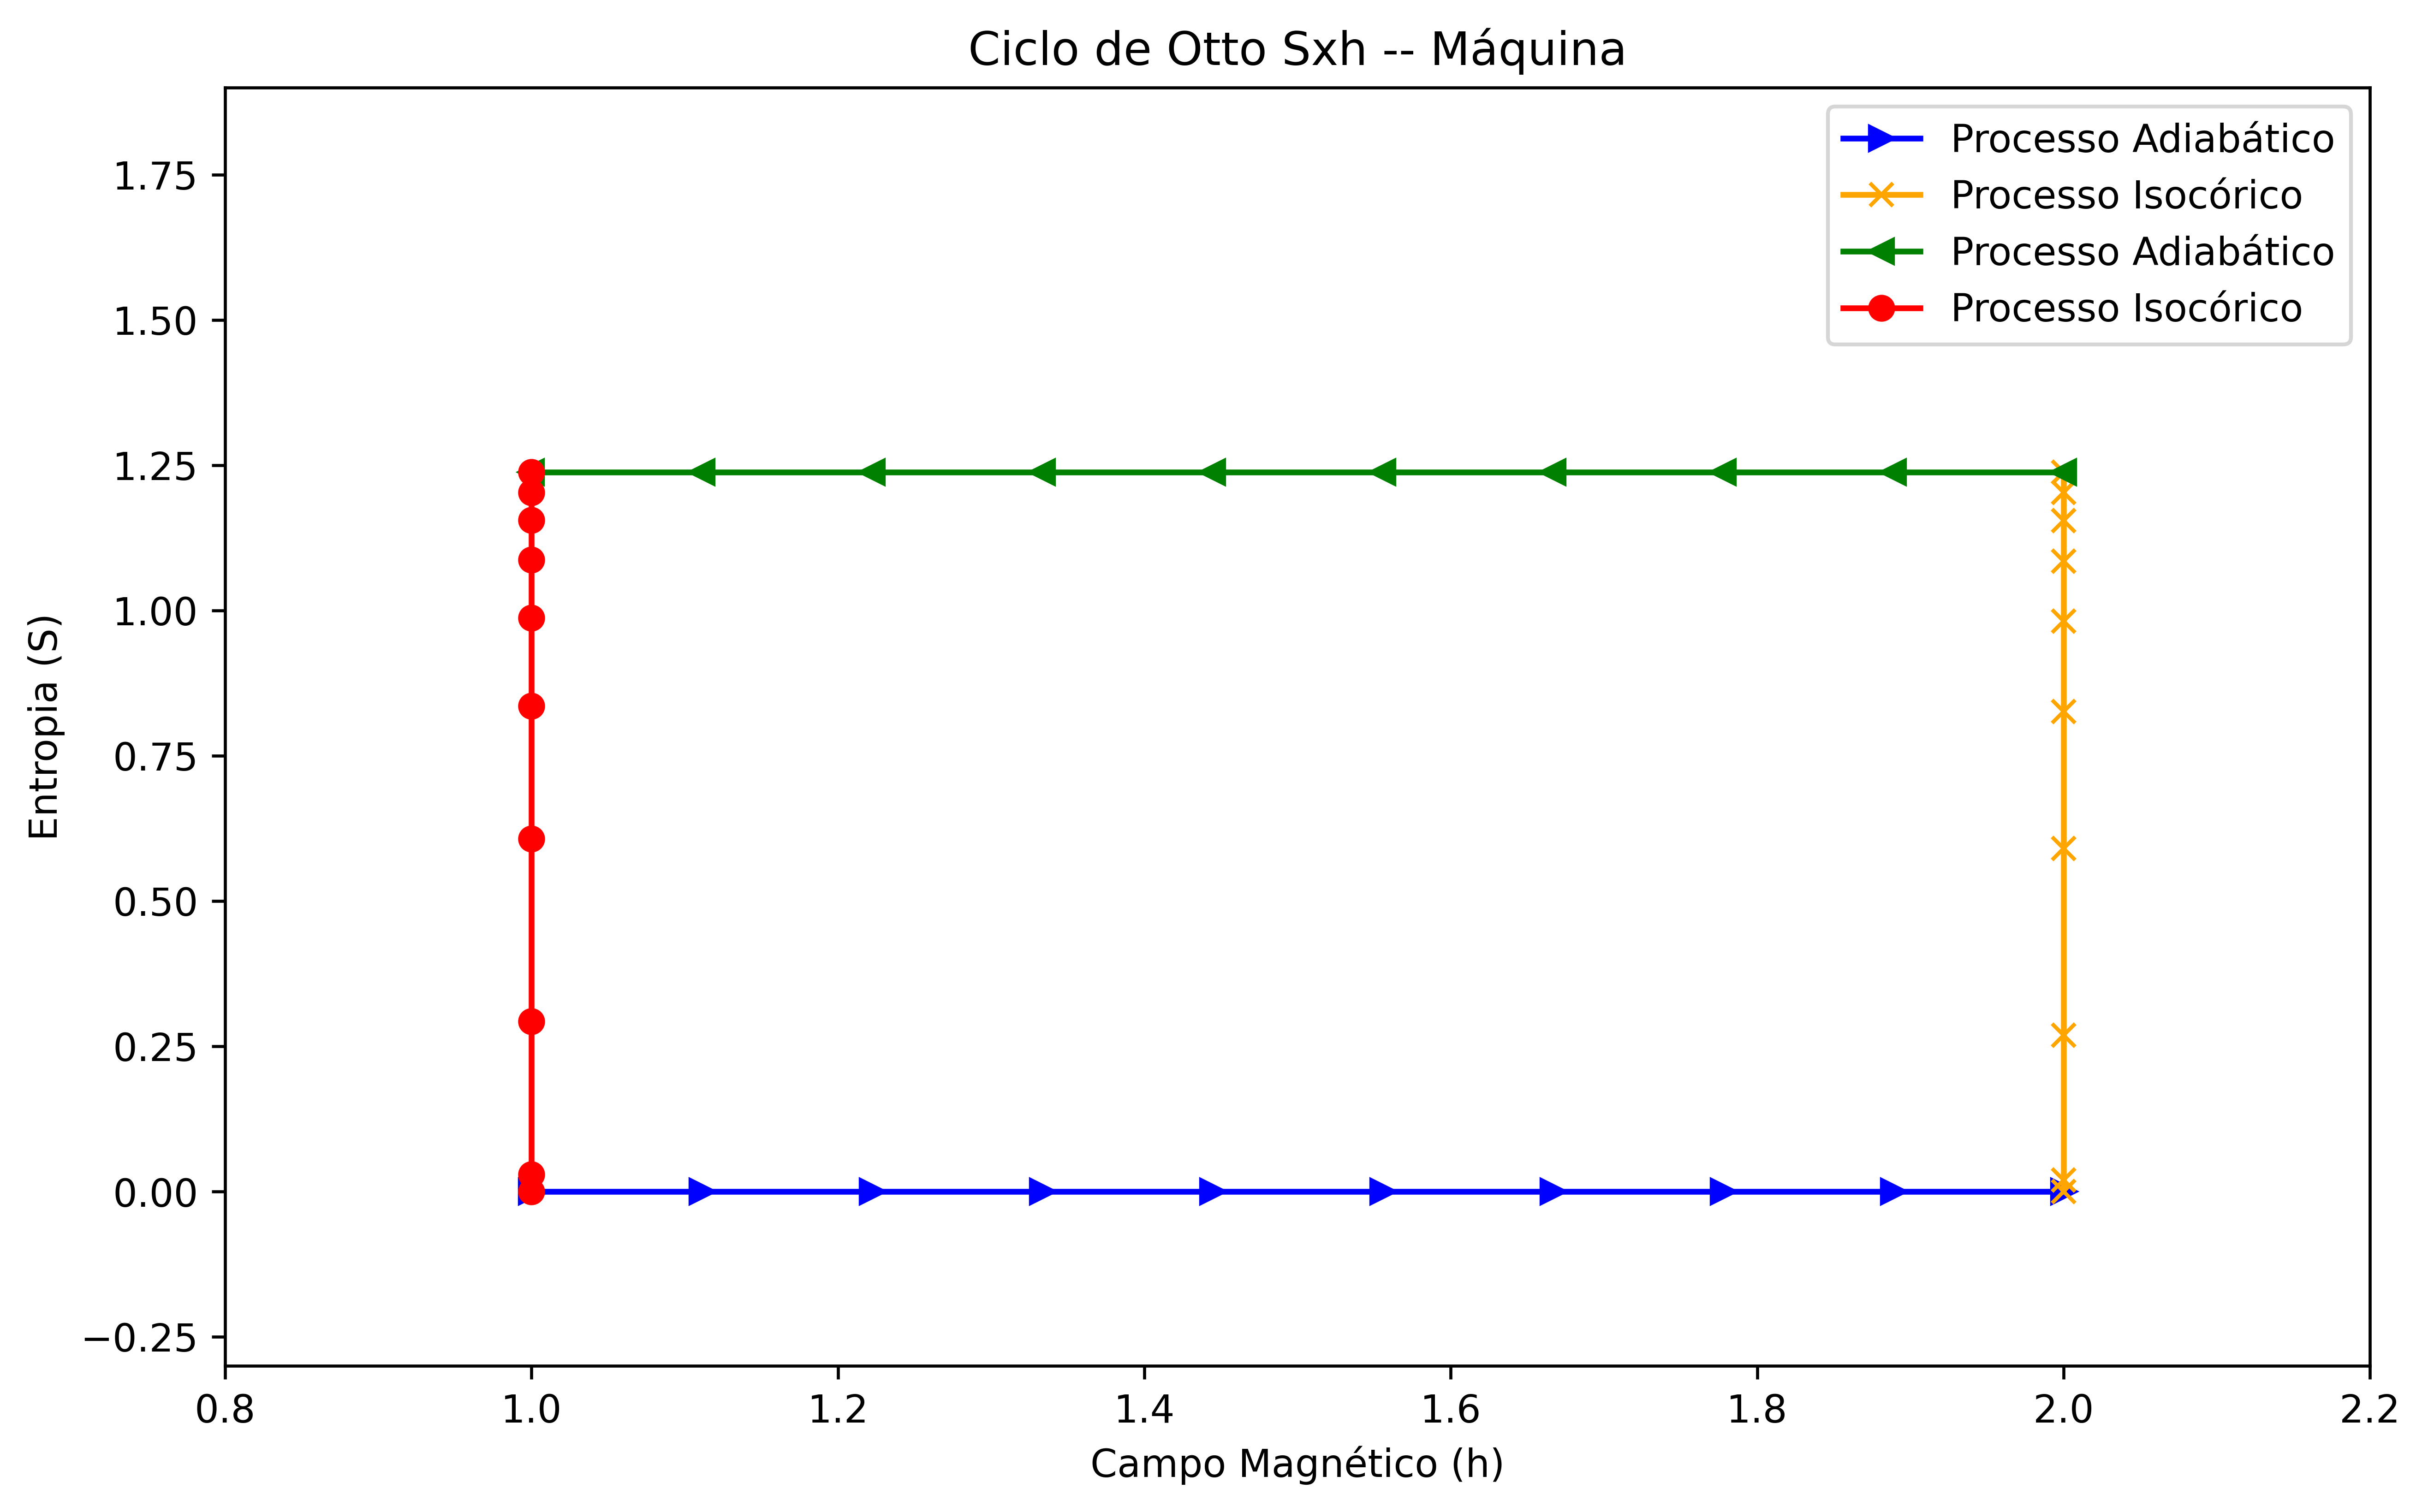 Ciclo de Otto Sxh -- Máquina
Processo Adiabático
Processo Isocórico
Processo Adiabático
Processo Isocórico
1.75
1.50
1.25
1.00
0.75
0.50
0.25
0.00
−0.25
Entropia (S)
0.8 1.0 1.2 1.4 1.6 1.8 2.0 2.2
Campo Magnético (h)